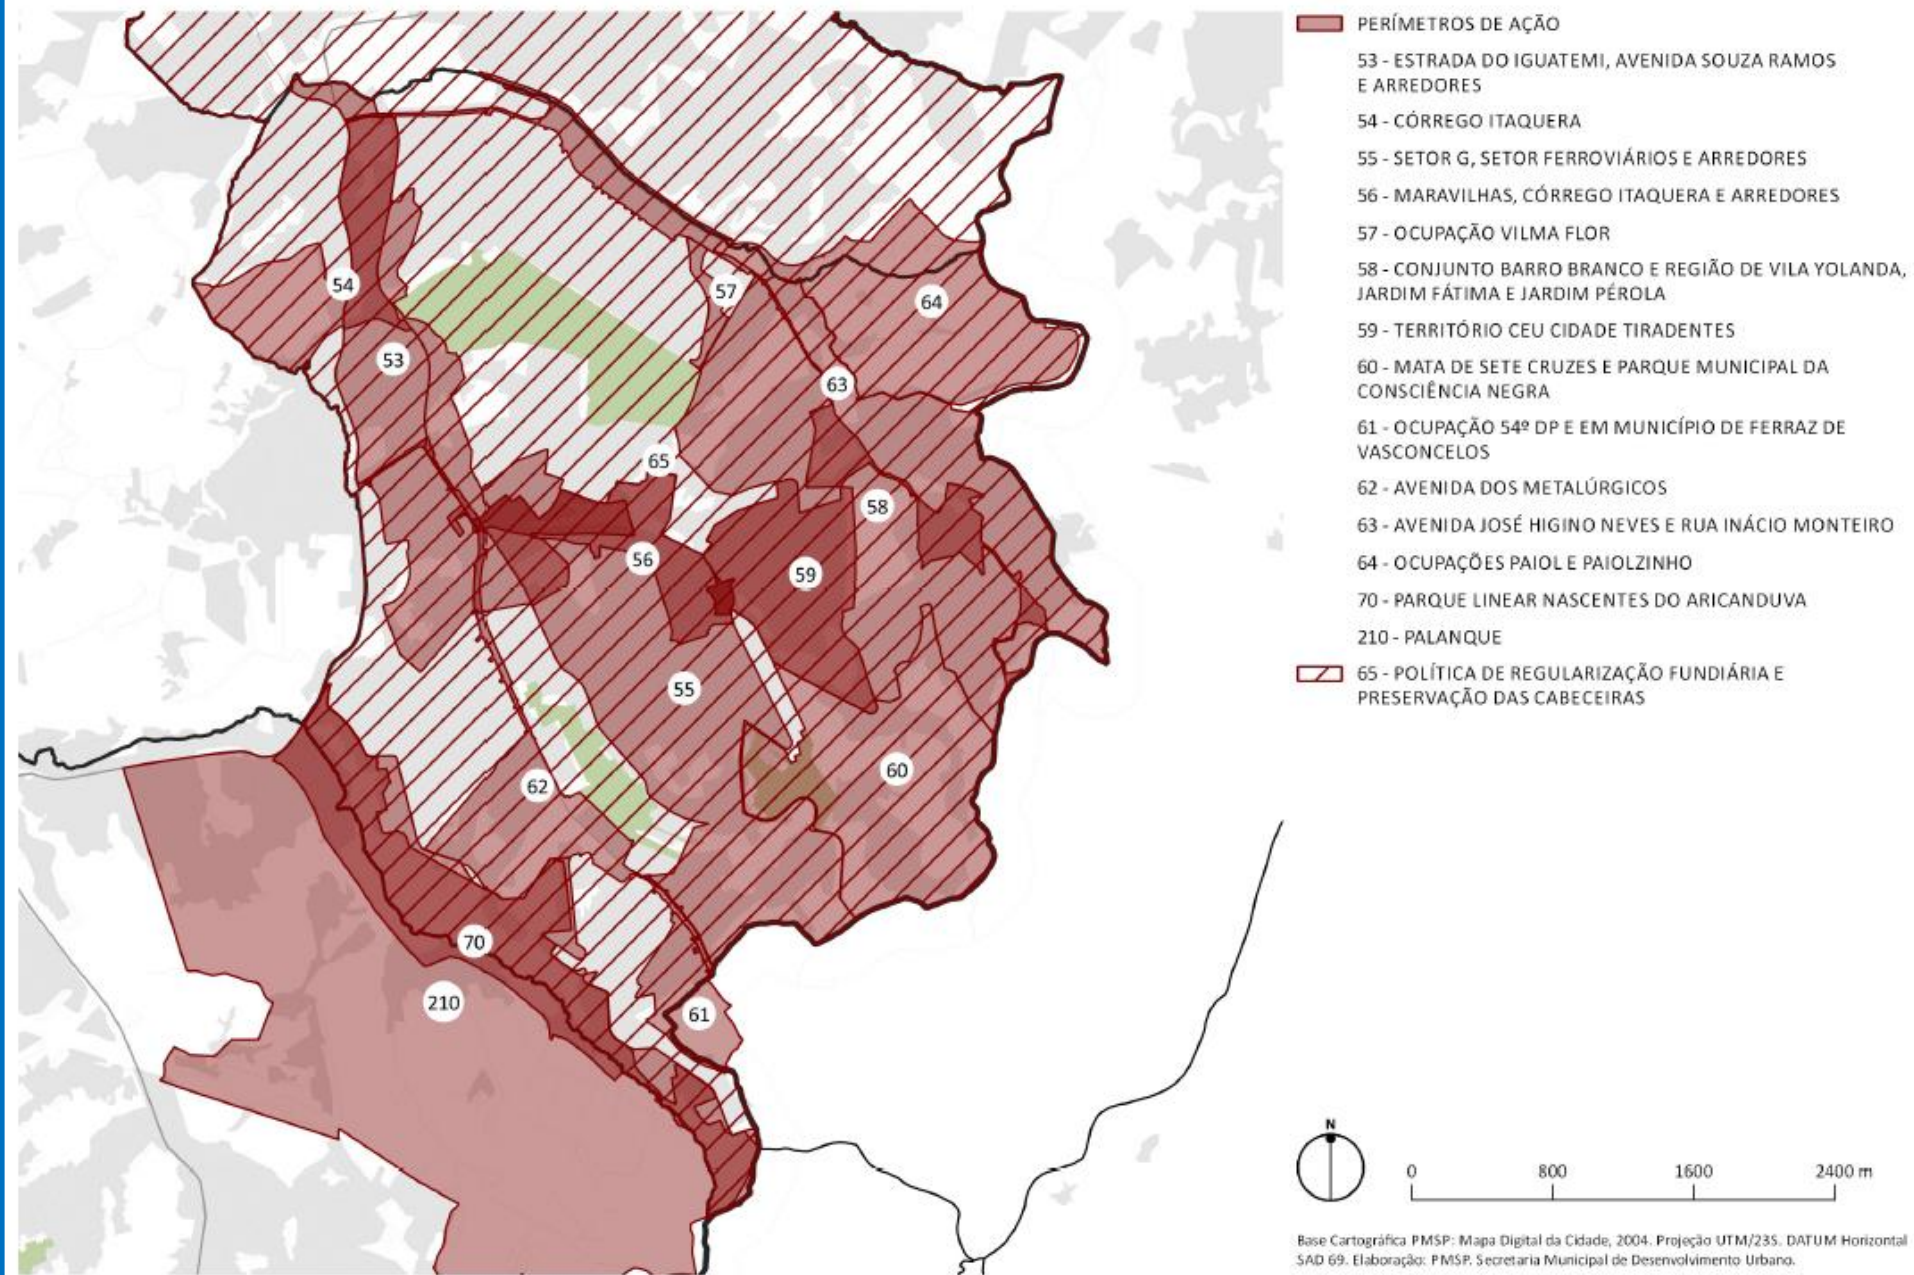 PERÍMETROS DE AÇÃO
53 - ESTRADA DO IGUATEMI, AVENIDA SOUZA RAMOS
E ARREDORES
54 - CÓRREGO ITAQUERA
55 - SETOR G, SETOR FERROVIÁRIOS E ARREDORES
56 - MARAVILHAS, CÓRREGO ITAQUERA E ARREDORES
57 - OCUPAÇÃO VILMA FLOR
58 - CONJUNTO BARRO BRANCO E REGIÃO DE VILA YOLANDA,
JARDIM FÁTIMA E JARDIM PÉROLA
59 - TERRITÓRIO CEU CIDADE TIRADENTES
60 - MATA DE SETE CRUZES E PARQUE MUNICIPAL DA
CONSCIÊNCIA NEGRA
61 - OCUPAÇÃO 54º DP E EM MUNICÍPIO DE FERRAZ DE
VASCONCELOS
62 - AVENIDA DOS METALÚRGICOS
63 - AVENIDA JOSÉ HIGINO NEVES E RUA INÁCIO MONTEIRO
64 - OCUPAÇÕES PAIOL E PAIOLZINHO
70 - PARQUE LINEAR NASCENTES DO ARICANDUVA
210 - PALANQUE
65 - POLÍTICA DE REGULARIZAÇÃO FUNDIÁRIA E
PRESERVAÇÃO DAS CABECEIRAS
54
57
64
53
63
65
58
56
59
55
60
62
70
210
61
N
0 800 1600 2400 m
Base Cartográfica PMSP: Mapa Digital da Cidade, 2004. Projeção UTM/23S. DATUM Horizontal
SAD 69. Elaboração: PMSP. Secretaria Municipal de Desenvolvimento Urbano.